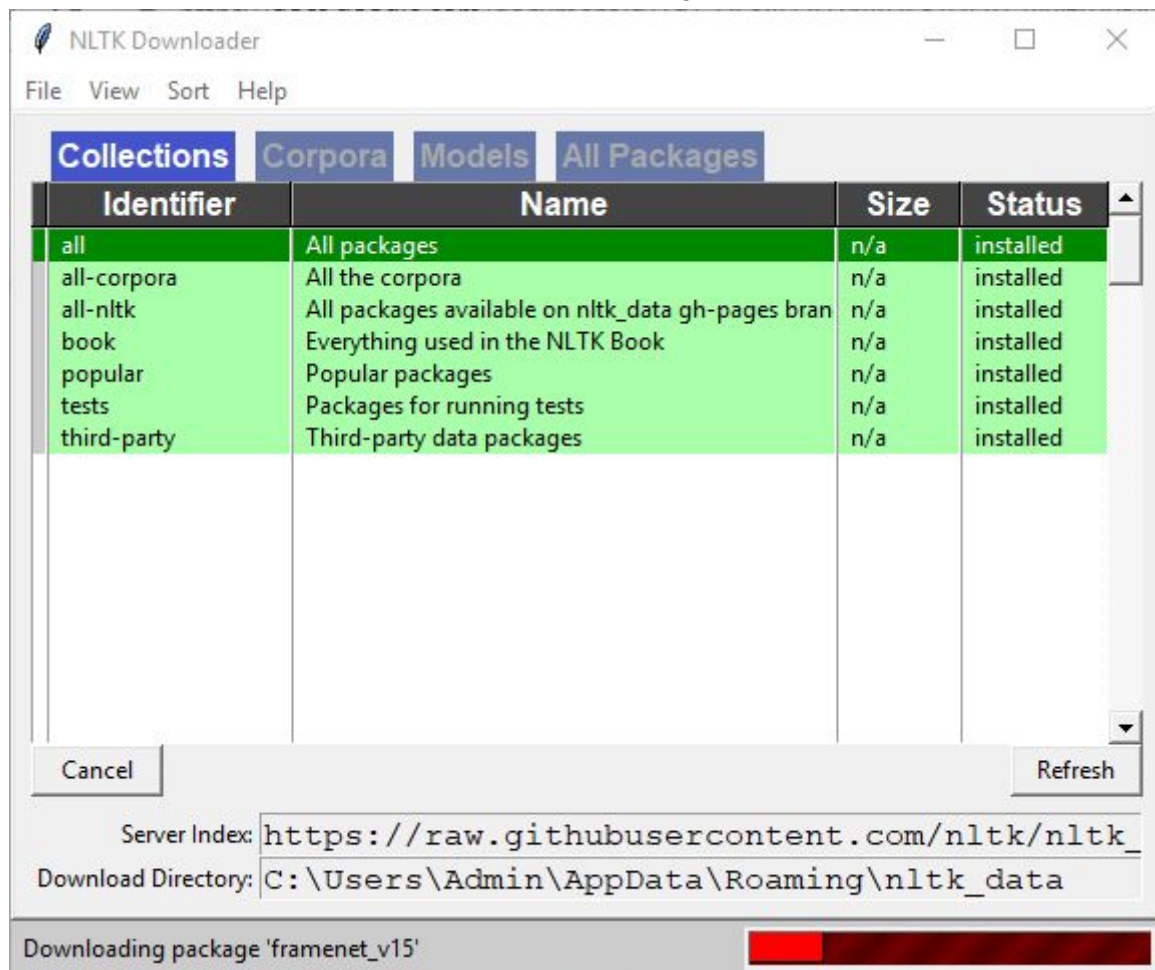 NLTK Downloader
File View Sort Help
Collections Corpora Models All Packages
Identifier Name Size Status
all All packages n/a installed
all-corpora All the corpora n/a installed
all-nltk All packages available on nltk_data gh-pages bran n/a installed
book Everything used in the NLTK Book n/a installed
popular Popular packages n/a installed
tests Packages for running tests n/a installed
third-party Third-party data packages n/a installed
Cancel Refresh
Server Index: https://raw.githubusercontent.com/nltk/nltk_
Download Directory: C:\Users\Admin\AppData\Roaming\nltk_data
Downloading package 'framenet_v15'